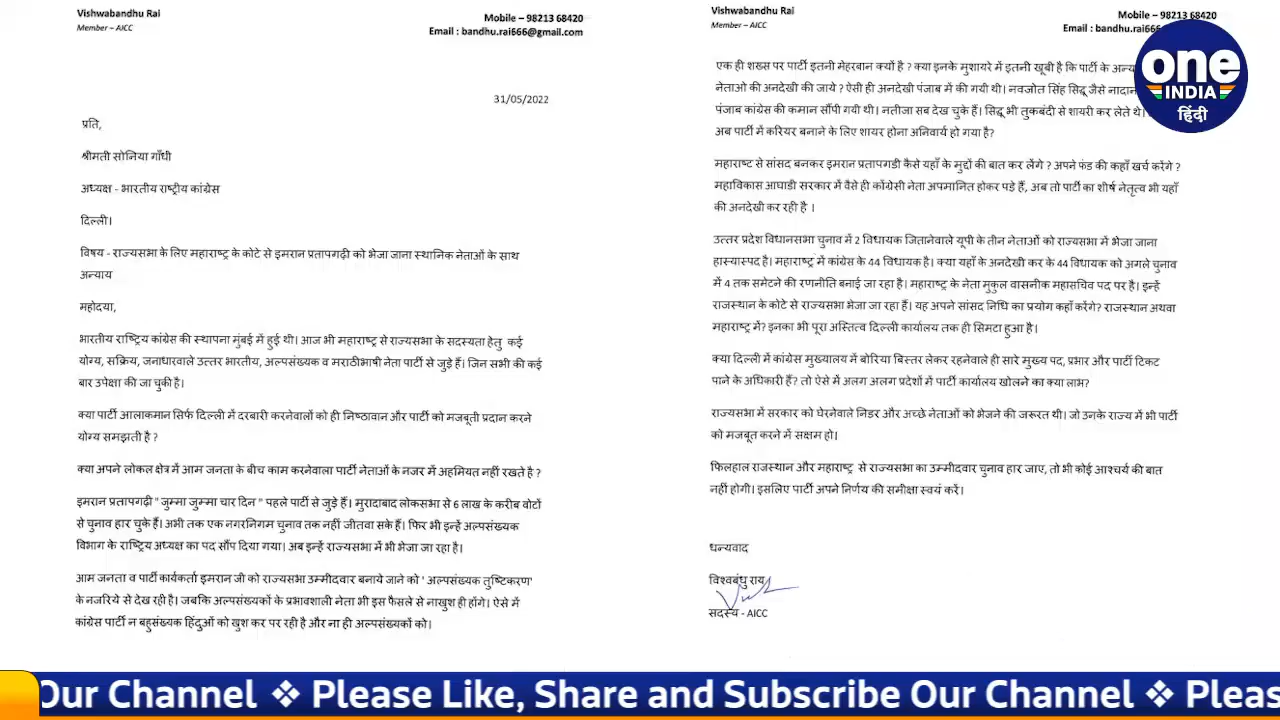 Vishwabandhu Rai
Member – AICC
Mobile – 98213 68420
Email : bandhu.rai666@gmail.com
31/05/2022
प्रति,
श्रीमती सोनिया गाँधी
अध्यक्ष - भारतीय राष्ट्रीय कांग्रेस
दिल्ली।
विषय - राज्यसभा के लिए महाराष्ट्र के कोटे से इमरान प्रतापगढ़ी को भेजा जाना स्थानिक नेताओं के साथ
अन्याय
महोदया,
भारतीय राष्ट्रिय कांग्रेस की स्थापना मुंबई में हुई थी। आज भी महाराष्ट्र से राज्यसभा के सदस्यता हेतु कई
योग्य, सक्रिय, जनाधारवाले उत्तर भारतीय, अल्पसंख्यक व मराठीभाषी नेता पार्टी से जुड़े हैं। जिन सभी की कई
बार उपेक्षा की जा चुकी है।
क्या पार्टी आलाकमान सिर्फ दिल्ली में दरबारी करनेवालों को ही निष्ठावान और पार्टी को मजबूती प्रदान करने
योग्य समझती है ?
क्या अपने लोकल क्षेत्र में आम जनता के बीच काम करनेवाला पार्टी नेताओं के नजर में अहमियत नहीं रखते है ?
इमरान प्रतापगढ़ी " जुम्मा जुम्मा चार दिन " पहले पार्टी से जुड़े हैं। मुरादाबाद लोकसभा से 6 लाख के करीब वोटों
से चुनाव हार चुके हैं। अभी तक एक नगरनिगम चुनाव तक नहीं जीतवा सके हैं। फिर भी इन्हें अल्पसंख्यक
विभाग के राष्ट्रिय अध्यक्ष का पद सौंप दिया गया। अब इन्हें राज्यसभा में भी भेजा जा रहा है।
आम जनता व पार्टी कार्यकर्ता इमरान जी को राज्यसभा उम्मीदवार बनाये जाने को ' अल्पसंख्यक तुष्टिकरण'
के नजरिये से देख रही है। जबकि अल्पसंख्यकों के प्रभावशाली नेता भी इस फैसले से नाखुश ही होंगे। ऐसे में
कांग्रेस पार्टी न बहुसंख्यक हिंदुओं को खुश कर पर रही है और ना ही अल्पसंख्यकों को।
Vishwabandhu Rai
Member – AICC
Mobile – 98213 68420
Email : bandhu.rai66
एक ही शख्स पर पार्टी इतनी मेहरबान क्यों है ? क्या इनके मुशायरे में इतनी खूबी है कि पार्टी के अन्य
नेताओ की अनदेखी की जाये ? ऐसी ही अनदेखी पंजाब में की गयी थी। नवजोत सिंह सिद्धू जैसे नादान
पंजाब कांग्रेस की कमान सौंपी गयी थी। नतीजा सब देख चुके हैं। सिद्धू भी तुकबंदी से शायरी कर लेते थे।
अब पार्टी में करियर बनाने के लिए शायर होना अनिवार्य हो गया है?
महाराष्ट से सांसद बनकर इमरान प्रतापगडी कैसे यहाँ के मुद्दों की बात कर लेंगे ? अपने फंड की कहाँ खर्च करेंगे ?
महाविकास आघाडी सरकार में वैसे ही काँग्रेसी नेता अपमानित होकर पड़े हैं, अब तो पार्टी का शीर्ष नेतृत्व भी यहाँ
की अनदेखी कर रही है ।
उत्तर प्रदेश विधानसभा चुनाव में 2 विधायक जितानेवाले यूपी के तीन नेताओं को राज्यसभा में भेजा जाना
हास्यास्पद है। महाराष्ट्र में कांग्रेस के 44 विधायक है। क्या यहाँ के अनदेखी कर के 44 विधायक को अगले चुनाव
में 4 तक समेटने की रणनीति बनाई जा रहा है। महाराष्ट्र के नेता मुकुल वासनीक महासचिव पद पर है। इन्हें
राजस्थान के कोटे से राज्यसभा भेजा जा रहा हैं। यह अपने सांसद निधि का प्रयोग कहाँ करेंगे? राजस्थान अथवा
महाराष्ट्र में? इनका भी पूरा अस्तित्व दिल्ली कार्यालय तक ही सिमटा हुआ है।
क्या दिल्ली में कांग्रेस मुख्यालय में बोरिया बिस्तर लेकर रहनेवाले ही सारे मुख्य पद, प्रभार और पार्टी टिकट
पाने के अधिकारी हैं? तो ऐसे में अलग अलग प्रदेशों में पार्टी कार्यालय खोलने का क्या लाभ?
राज्यसभा में सरकार को घेरनेवाले निडर और अच्छे नेताओं को भेजने की जरूरत थी। जो उनके राज्य में भी पार्टी
को मजबूत करने में सक्षम हो।
फिलहाल राजस्थान और महाराष्ट्र से राज्यसभा का उम्मीदवार चुनाव हार जाए, तो भी कोई आश्चर्य की बात
नहीं होगी। इसलिए पार्टी अपने निर्णय की समीक्षा स्वयं करें।
धन्यवाद
विश्वबंधु राय
सदस्य - AICC
one
INDIA
हिंदी
Our Channel ❖ Please Like, Share and Subscribe Our Channel ❖ Pleas